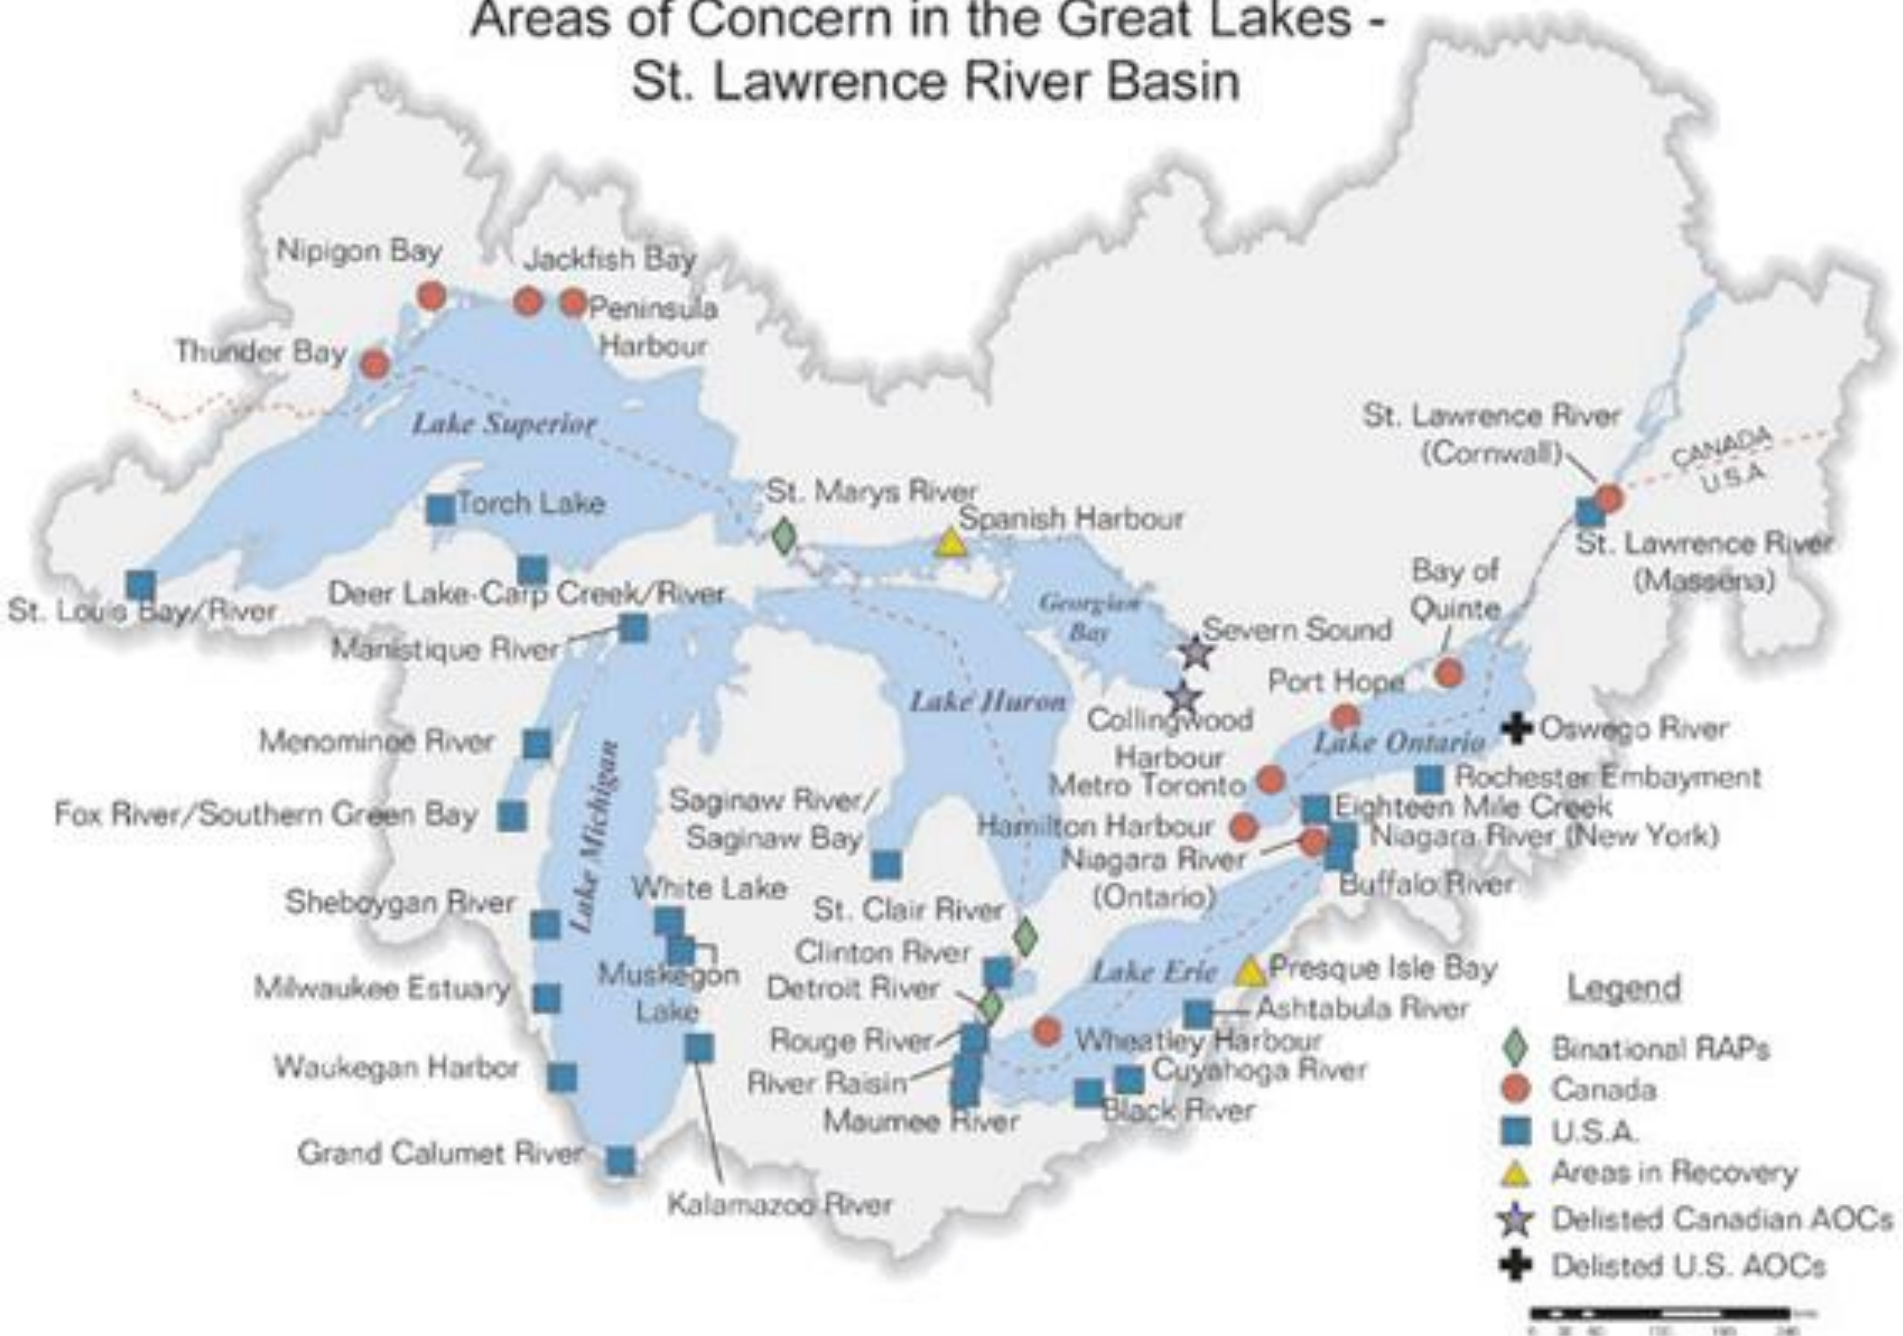 Areas of Concern in the Great Lakes -
St. Lawrence River Basin
Nipigon Bay
Jackfish Bay
Peninsula
Harbour
Thunder Bay
Lake Superior
St. Lawrence River
(Cornwall)
CANADA
U.S.A
Torch Lake
St. Marys River
Spanish Harbour
St. Lawrence River
(Massena)
Bay of
Quinte
St. Louis Bay/River
Deer Lake-Carp Creek/River
Manistique River
Georgian
Bay
Severn Sound
Port Hope
Lake Huron
Collingwood
Harbour
Lake Ontario
Oswego River
Menominee River
Lake Michigan
Metro Toronto
Rochester Embayment
Saginaw River/
Saginaw Bay
Eighteen Mile Creek
Fox River/Southern Green Bay
Hamilton Harbour
Niagara River (New York)
Niagara River
(Ontario)
Buffalo River
White Lake
Sheboygan River
St. Clair River
Clinton River
Muskegon
Lake
Milwaukee Estuary
Detroit River
Lake Erie
Presque Isle Bay
Ashtabula River
Rouge River
Wheatley Harbour
Waukegan Harbor
River Raisin
Cuyahoga River
Maumee River
Black River
Grand Calumet River
Kalamazoo River
Legend
Binational RAPs
Canada
U.S.A.
Areas in Recovery
Delisted Canadian AOCs
Delisted U.S. AOCs